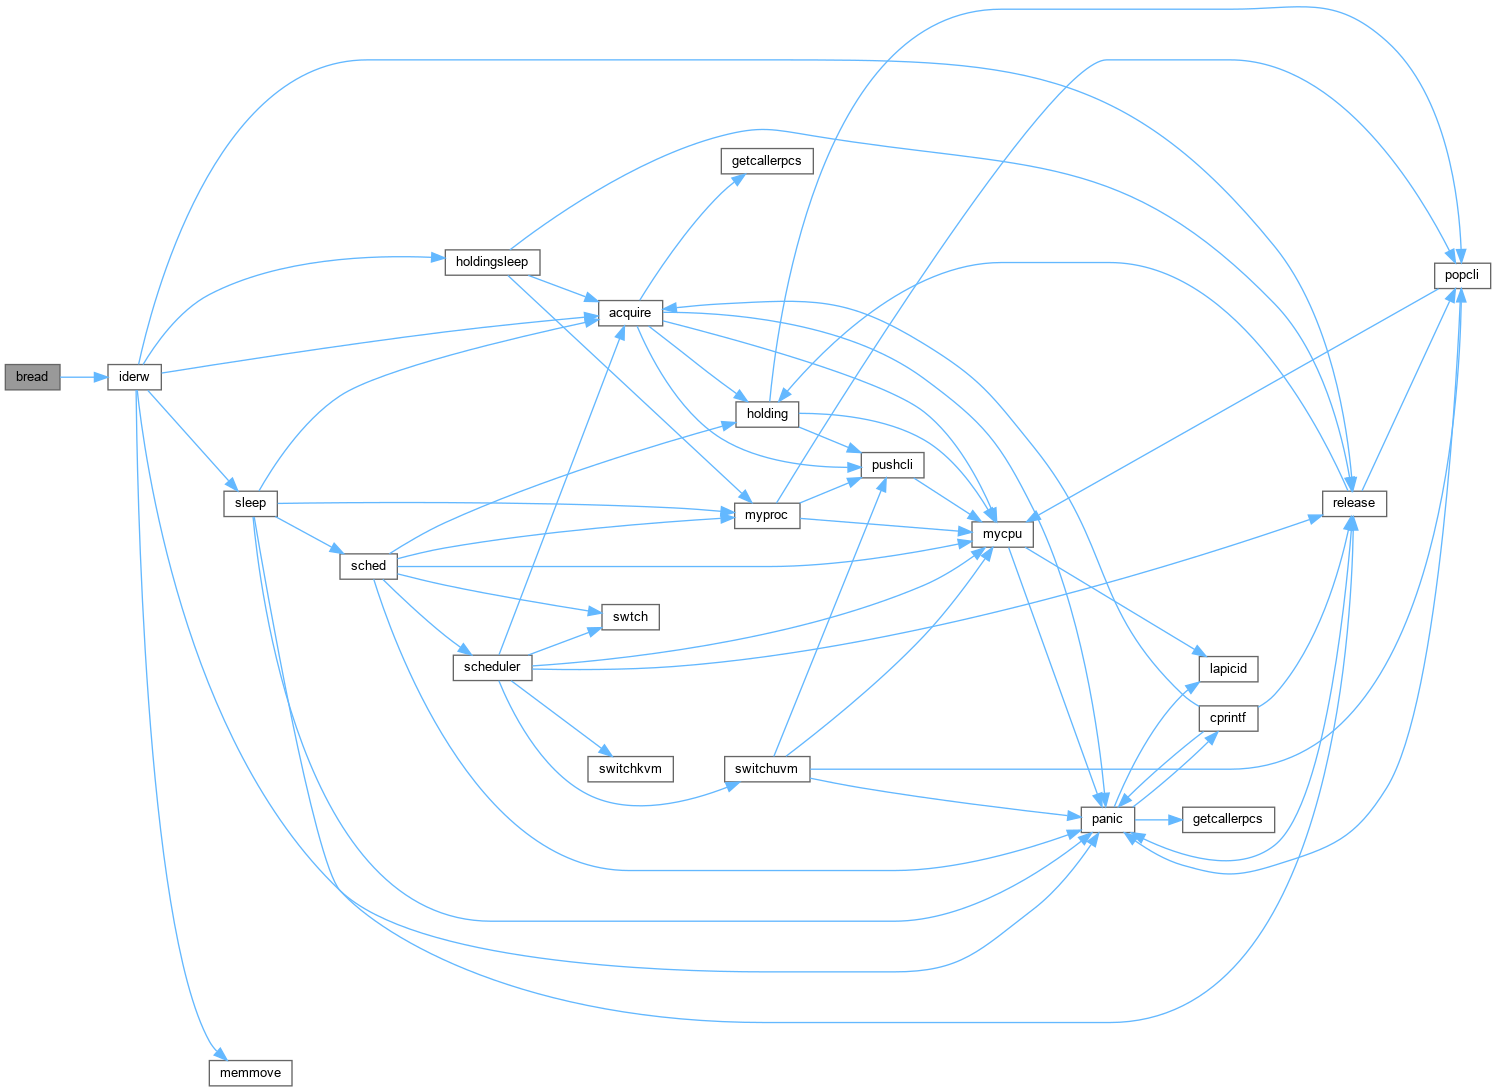 getcallerpcs
holdingsleep
popcli
acquire
bread
iderw
holding
pushcli
sleep
release
myproc
mycpu
sched
swtch
scheduler
lapicid
cprintf
switchkvm
switchuvm
panic
getcallerpcs
memmove